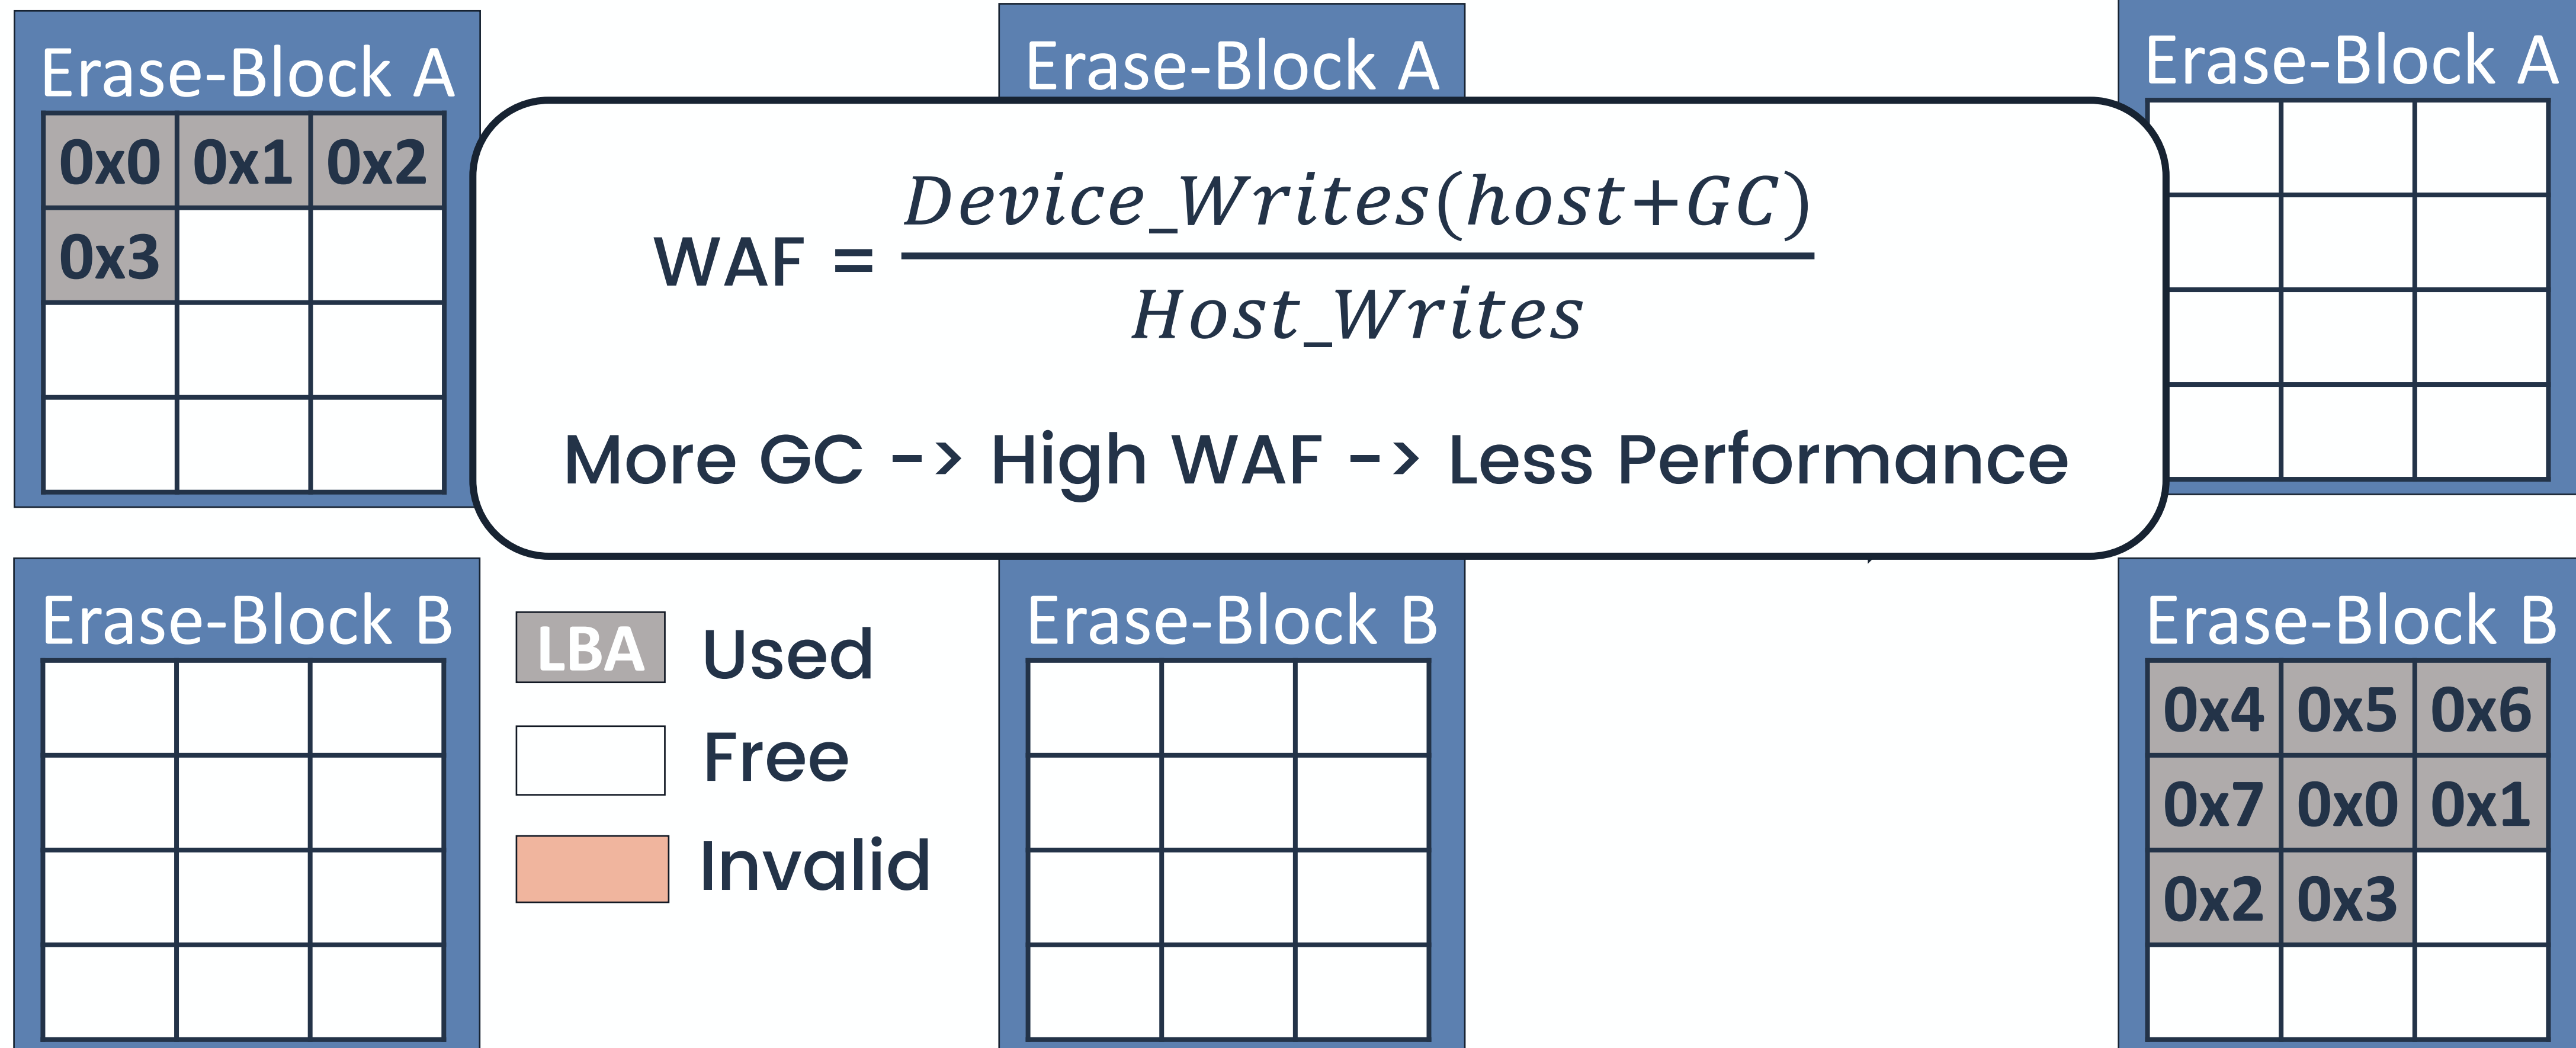 Erase-Block A
0x0 0x1 0x2
0x3
Erase-Block A
Erase-Block A
WAF = Device_Writes(host+GC)
Host_Writes
More GC -> High WAF -> Less Performance
Erase-Block B
LBA Used
Free
Invalid
Erase-Block B
Erase-Block B
0x4 0x5 0x6
0x7 0x0 0x1
0x2 0x3